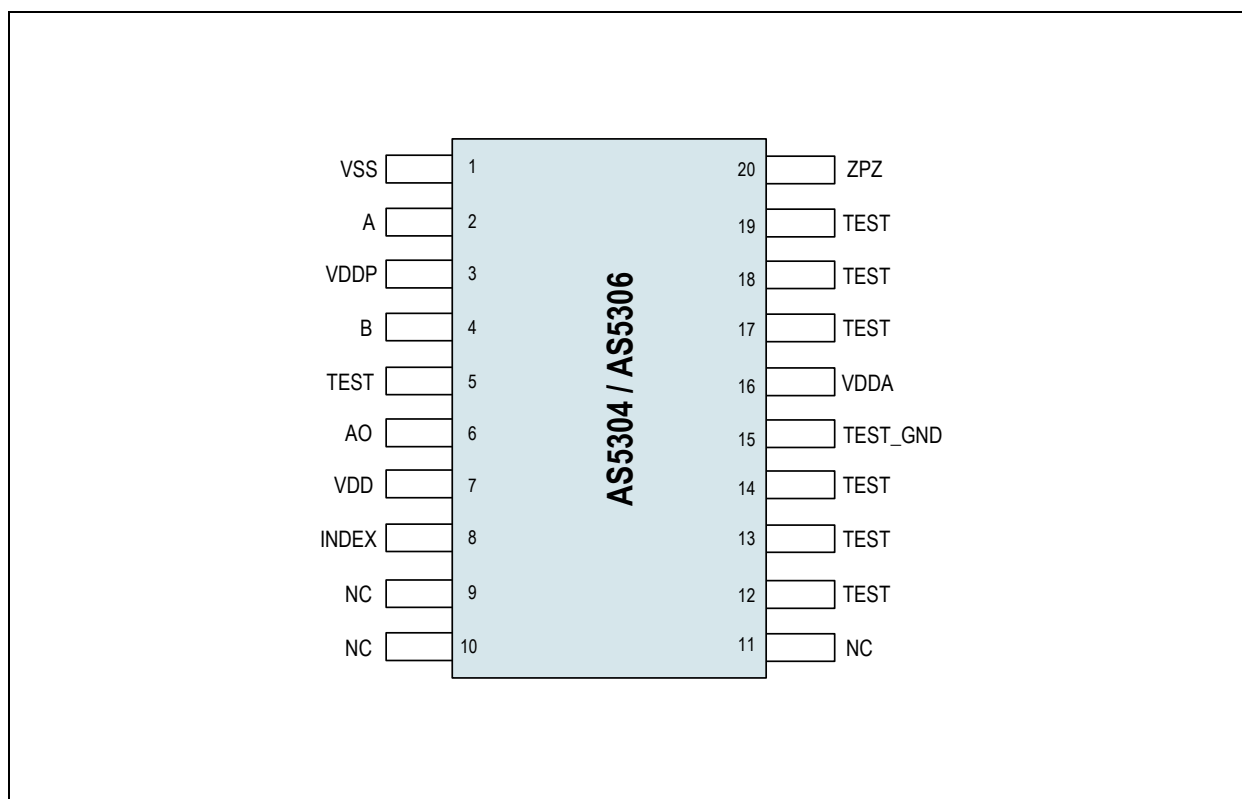 VSS 1
A 2
VDDP 3
B 4
TEST 5
AO 6
VDD 7
INDEX 8
NC 9
NC 10
AS5304 / AS5306
20 ZPZ
19 TEST
18 TEST
17 TEST
16 VDDA
15 TEST_GND
14 TEST
13 TEST
12 TEST
11 NC